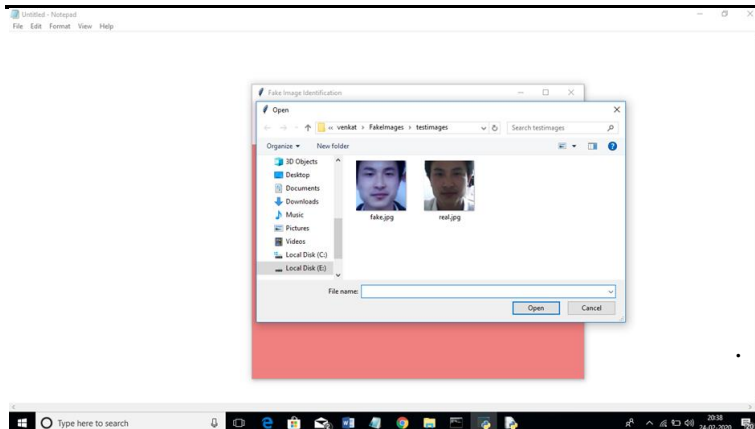 Untitled - Notepad
File Edit Format View Help
Fake Image Identification
Open
« venkat › FakeImages › testimages
Search testimages
Organize
New folder
3D Objects
Desktop
Documents
Downloads
Music
Pictures
Videos
Local Disk (C:)
Local Disk (E:)
fake.jpg
real.jpg
File name:
Open
Cancel
Type here to search
20:38
24-02-2020